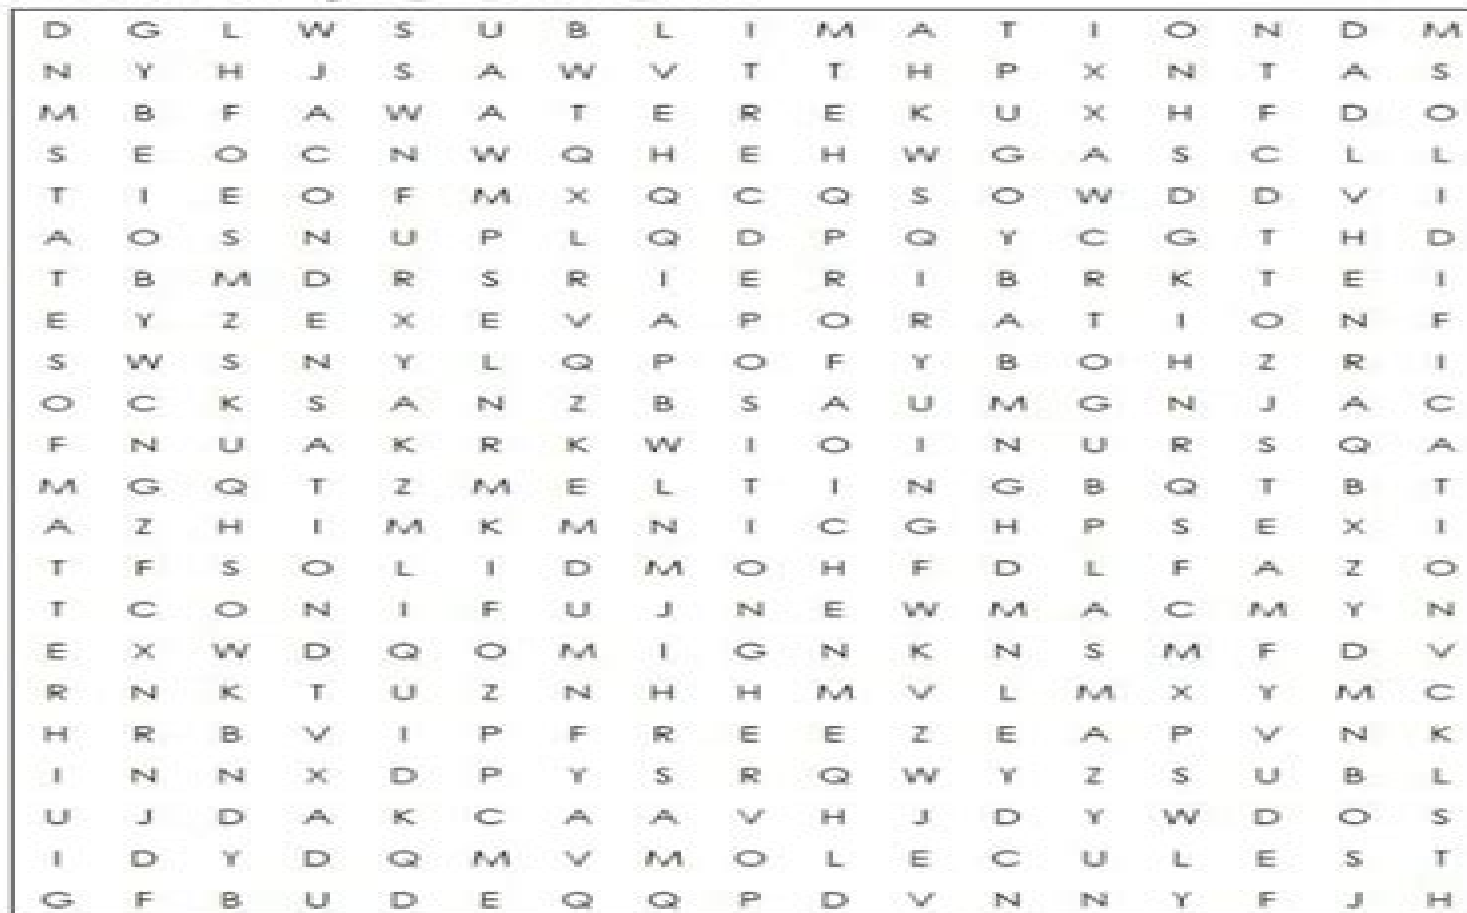 D G L W S U B L I M A T I O N D M
N Y H J S A W V T T H P X N T A S
M B F A W A T E R E K U X H F D O
S E O C N W Q H E H W G A S C L L
T I E O F M X Q C Q S O W D D V I
A O S N U P L Q D P Q Y C G T H D
T B M D R S R I E R I B R K T E I
E Y Z E X E V A P O R A T I O N F
S W S N Y L Q P O F Y B O H Z R I
O C K S A N Z B S A U M G N J A C
F N U A K R K W I O I N U R S Q A
M G Q T Z M E L T I N G B Q T B T
A Z H I M K M N I C G H P S E X I
T F S O L I D M O H F D L F A Z O
T C O N I F U J N E W M A C M Y N
E X W D Q O M I G N K N S M F D V
R N K T U Z N H H M V L M X Y M C
H R B V I P F R E E Z E A P V N K
I N N X D P Y S R Q W Y Z S U B L
U J D A K C A A V H J D Y W D O S
I D Y D Q M V M O L E C U L E S T
G F B U D E Q Q P D V N N Y F J H